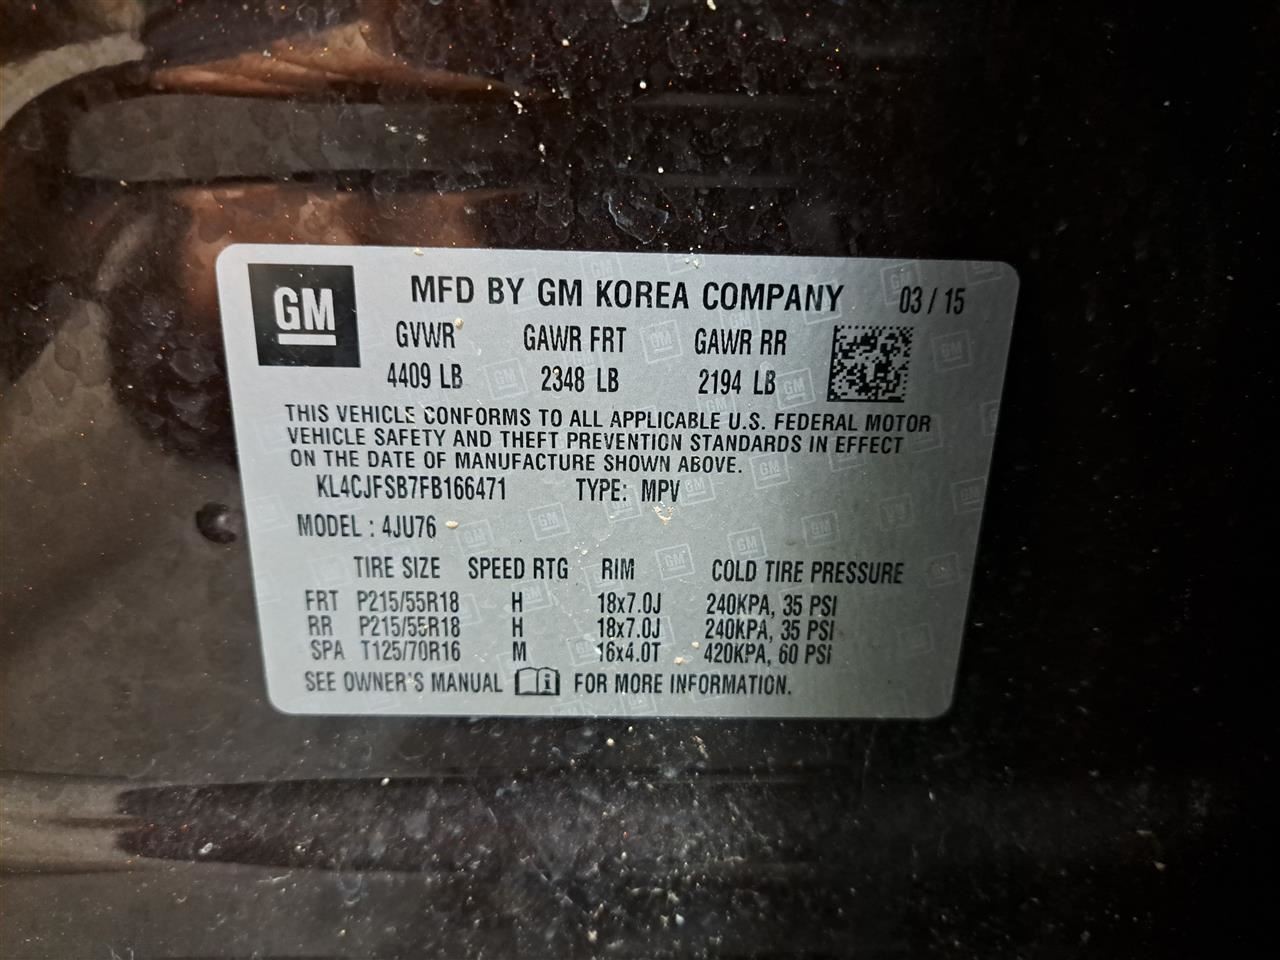 GM
MFD BY GM KOREA COMPANY 03 / 15
GVWR GAWR FRT GAWR RR
4409 LB 2348 LB 2194 LB
THIS VEHICLE CONFORMS TO ALL APPLICABLE U.S. FEDERAL MOTOR
VEHICLE SAFETY AND THEFT PREVENTION STANDARDS IN EFFECT
ON THE DATE OF MANUFACTURE SHOWN ABOVE.
KL4CJFSB7FB166471 TYPE: MPV
MODEL : 4JU76
TIRE SIZE SPEED RTG RIM COLD TIRE PRESSURE
FRT P215/55R18 H 18x7.0J 240KPA, 35 PSI
RR P215/55R18 H 18x7.0J 240KPA, 35 PSI
SPA T125/70R16 M 16x4.0T 420KPA, 60 PSI
SEE OWNER'S MANUAL i FOR MORE INFORMATION.